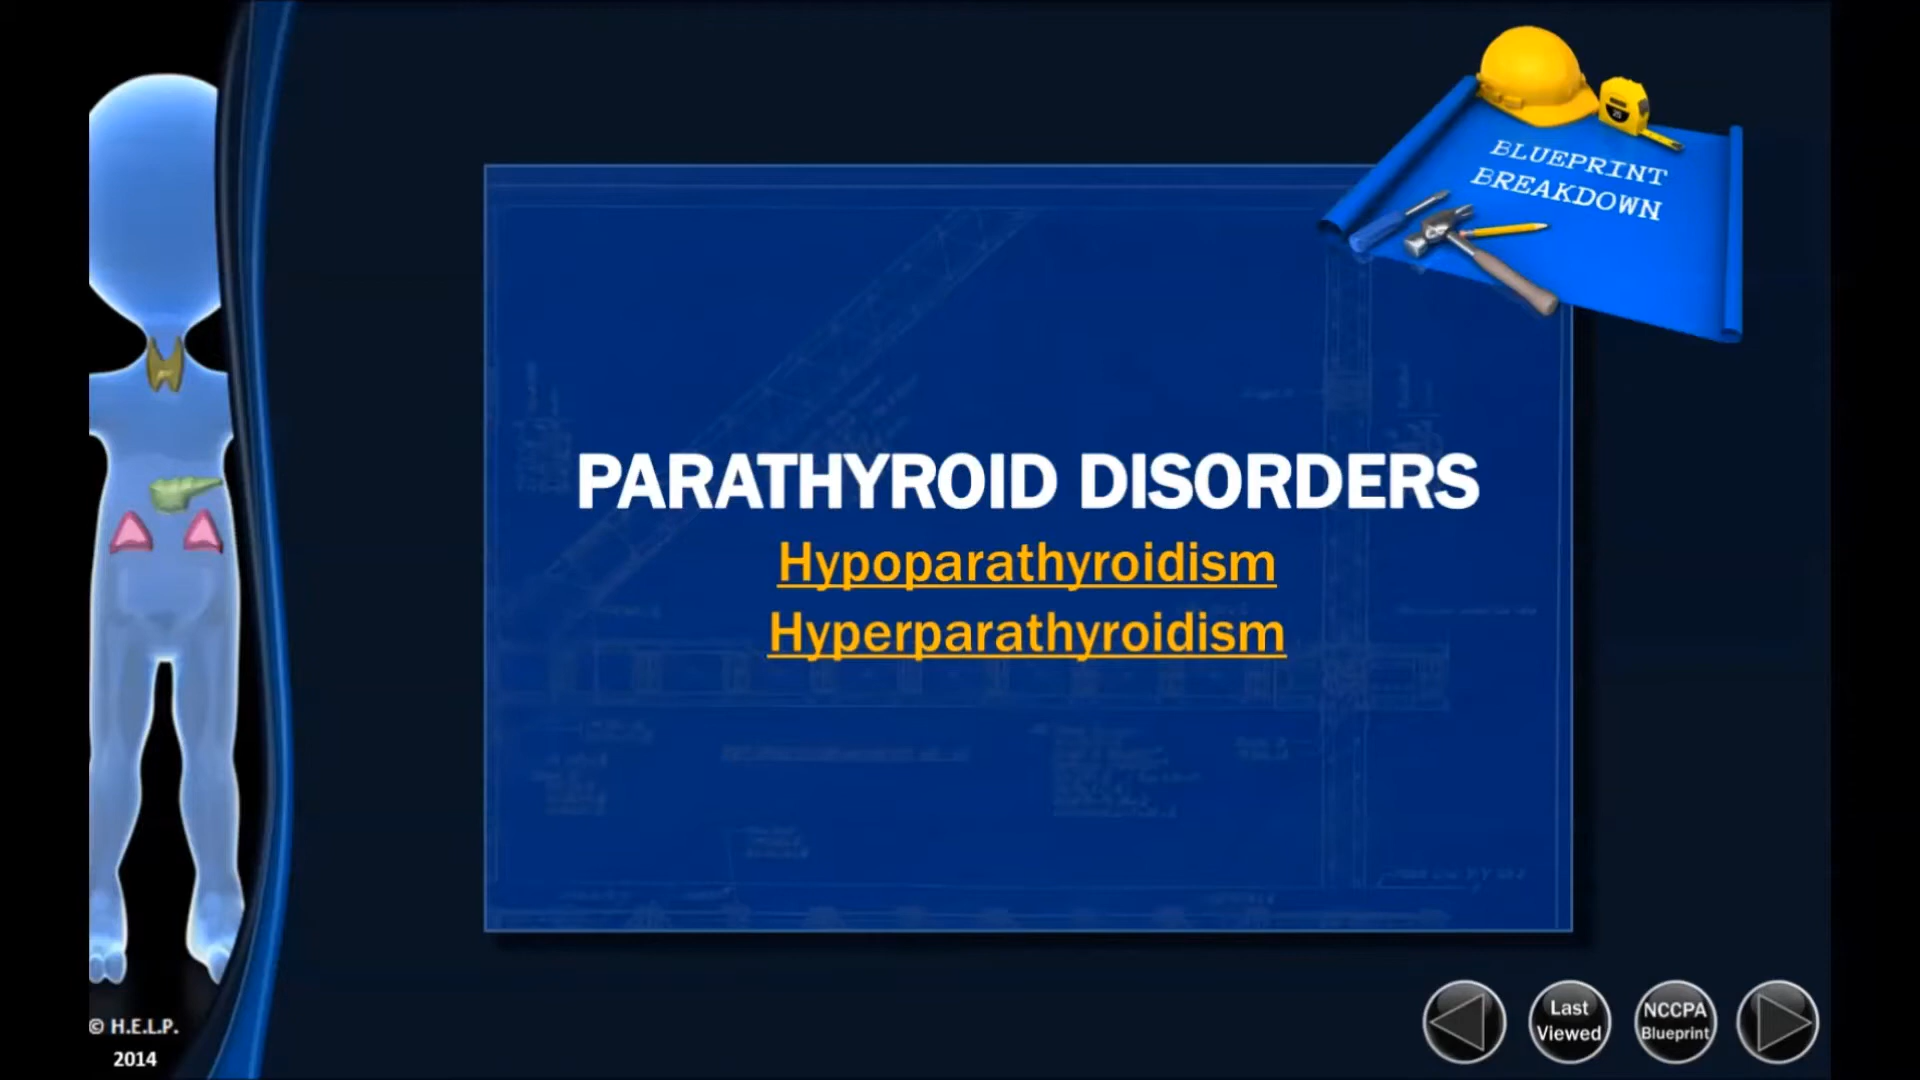 BLUEPRINT
BREAKDOWN
PARATHYROID DISORDERS
Hypoparathyroidism
Hyperparathyroidism
© H.E.L.P.
2014
Last
Viewed
NCCPA
Blueprint